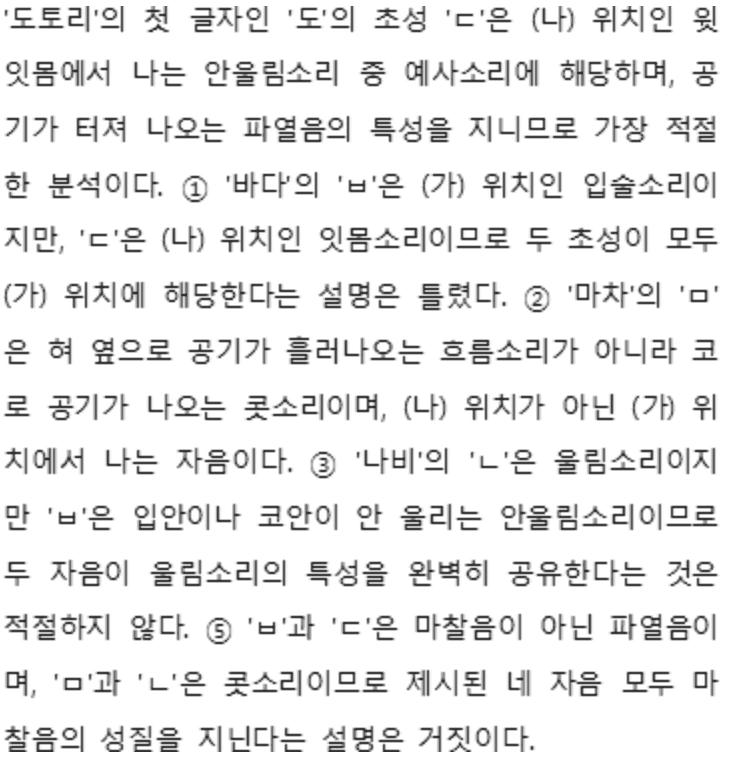 '도토리'의 첫 글자인 '도'의 초성 'ㄷ'은 (나) 위치인 윗
잇몸에서 나는 안울림소리 중 예사소리에 해당하며, 공
기가 터져 나오는 파열음의 특성을 지니므로 가장 적절
한 분석이다. ① '바다'의 'ㅂ'은 (가) 위치인 입술소리이
지만, 'ㄷ'은 (나) 위치인 잇몸소리이므로 두 초성이 모두
(가) 위치에 해당한다는 설명은 틀렸다. ② '마차'의 'ㅁ'
은 혀 옆으로 공기가 흘러나오는 흐름소리가 아니라 코
로 공기가 나오는 콧소리이며, (나) 위치가 아닌 (가) 위
치에서 나는 자음이다. ③ '나비'의 'ㄴ'은 울림소리이지
만 'ㅂ'은 입안이나 코안이 안 울리는 안울림소리이므로
두 자음이 울림소리의 특성을 완벽히 공유한다는 것은
적절하지 않다. ⑤ 'ㅂ'과 'ㄷ'은 마찰음이 아닌 파열음이
며, 'ㅁ'과 'ㄴ'은 콧소리이므로 제시된 네 자음 모두 마
찰음의 성질을 지닌다는 설명은 거짓이다.